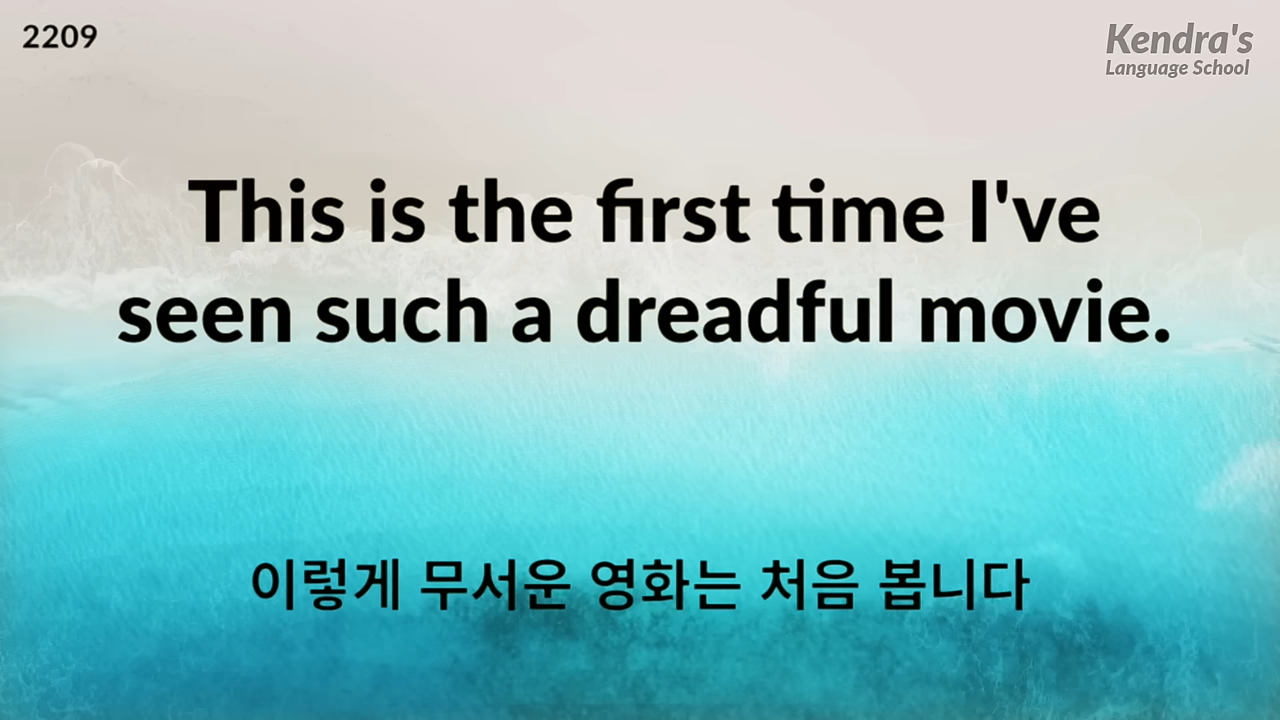 2209
Kendra's
Language School
This is the first time I've
seen such a dreadful movie.
이렇게 무서운 영화는 처음 봅니다